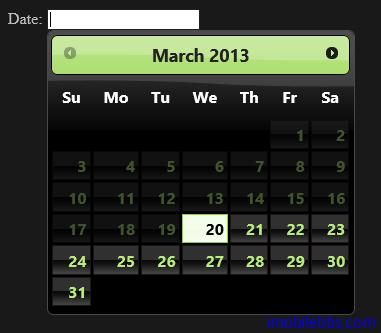 Date:
March 2013
Su Mo Tu We Th Fr Sa
1 2
3 4 5 6 7 8 9
10 11 12 13 14 15 16
17 18 19 20 21 22 23
24 25 26 27 28 29 30
31
imobilebbs.com